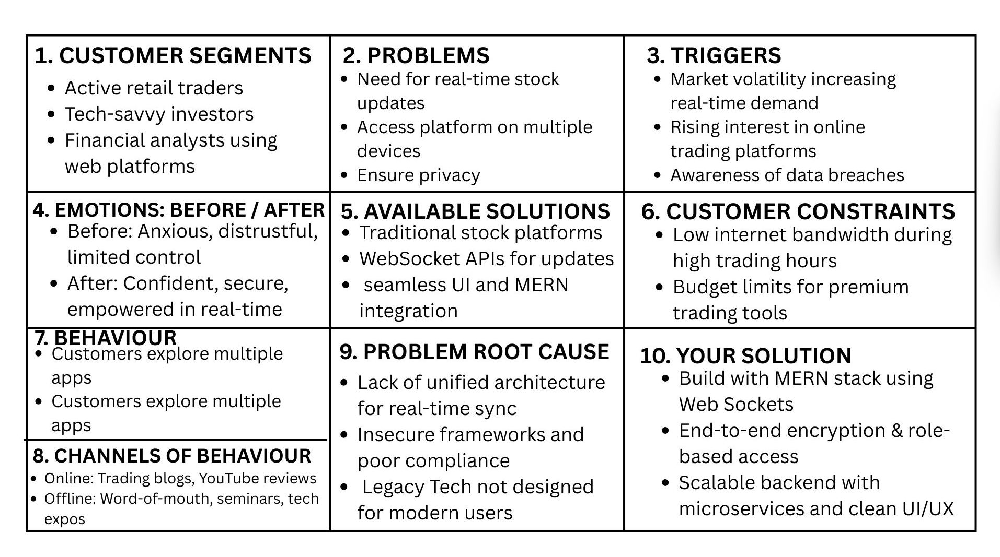 1. CUSTOMER SEGMENTS
• Active retail traders
• Tech-savvy investors
• Financial analysts using
web platforms
2. PROBLEMS
• Need for real-time stock
updates
• Access platform on multiple
devices
• Ensure privacy
3. TRIGGERS
• Market volatility increasing
real-time demand
• Rising interest in online
trading platforms
• Awareness of data breaches
4. EMOTIONS: BEFORE / AFTER
• Before: Anxious, distrustful,
limited control
• After: Confident, secure,
empowered in real-time
5. AVAILABLE SOLUTIONS
• Traditional stock platforms
• WebSocket APIs for updates
• seamless UI and MERN
integration
6. CUSTOMER CONSTRAINTS
• Low internet bandwidth during
high trading hours
• Budget limits for premium
trading tools
7. BEHAVIOUR
• Customers explore multiple
apps
• Customers explore multiple
apps
8. CHANNELS OF BEHAVIOUR
• Online: Trading blogs, YouTube reviews
• Offline: Word-of-mouth, seminars, tech
expos
9. PROBLEM ROOT CAUSE
• Lack of unified architecture
for real-time sync
• Insecure frameworks and
poor compliance
• Legacy Tech not designed
for modern users
10. YOUR SOLUTION
• Build with MERN stack using
Web Sockets
• End-to-end encryption & role-
based access
• Scalable backend with
microservices and clean UI/UX